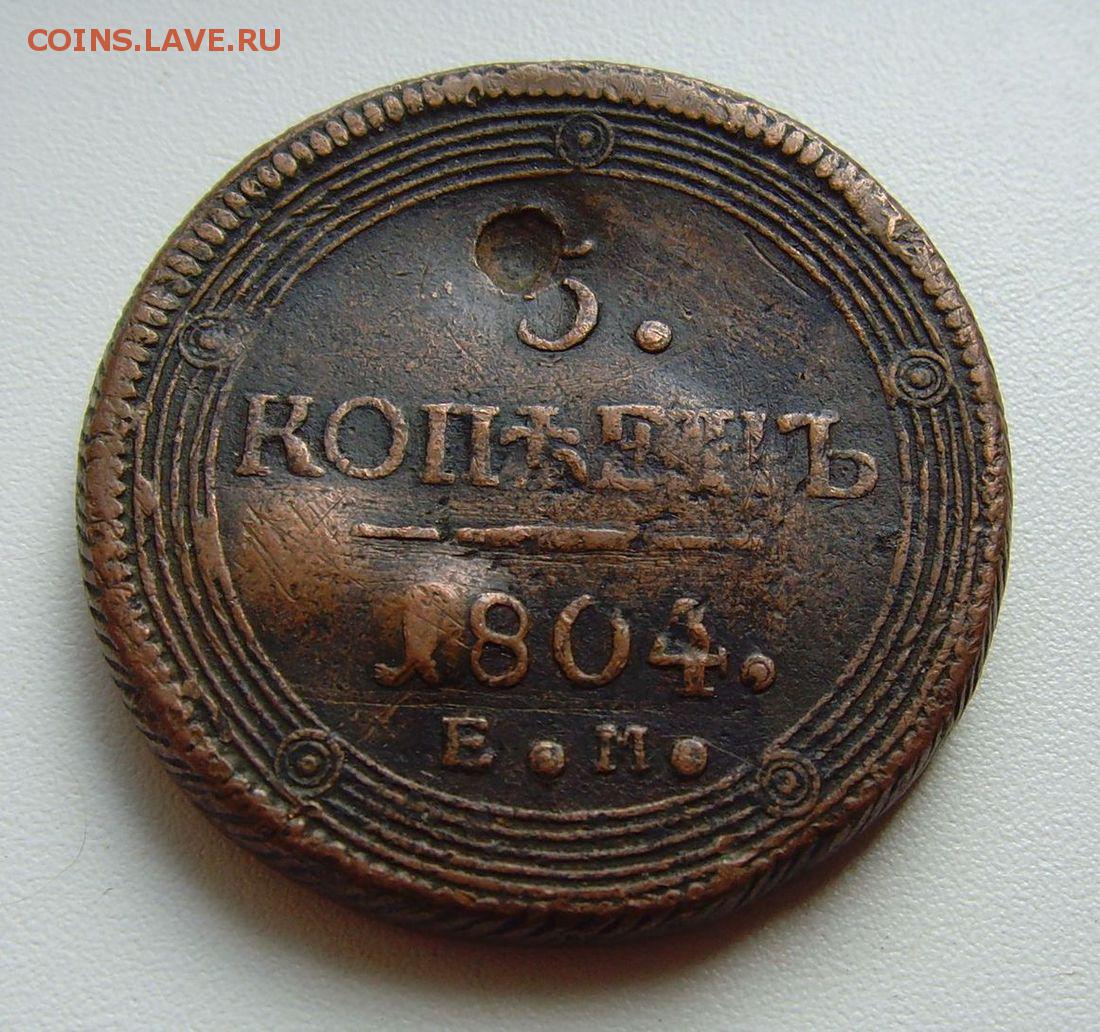 COINS.LAVE.RU
5.
КОПѢЕКЪ
1804.
Е. М.